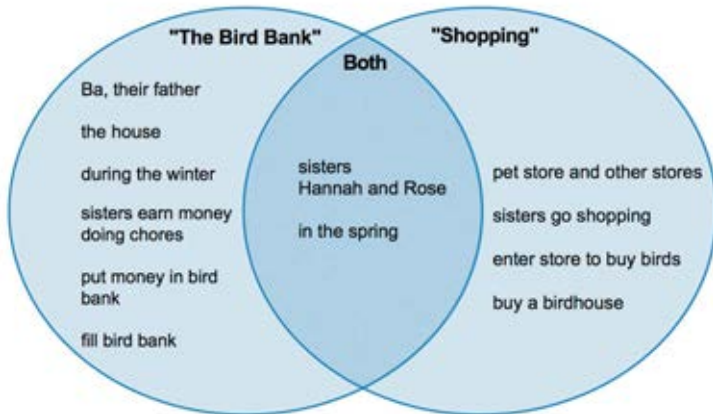 "The Bird Bank"
Ba, their father
the house
during the winter
sisters earn money
doing chores
put money in bird
bank
fill bird bank
Both
sisters
Hannah and Rose
in the spring
"Shopping"
pet store and other stores
sisters go shopping
enter store to buy birds
buy a birdhouse